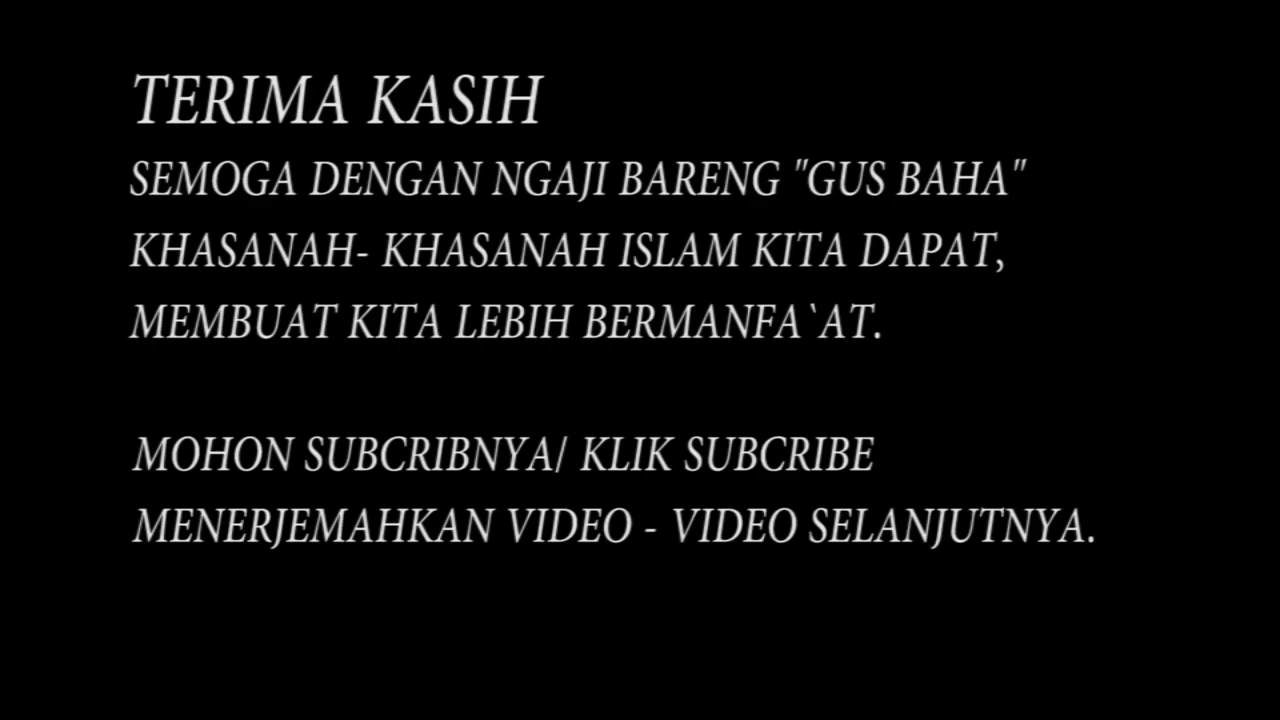 TERIMA KASIH
SEMOGA DENGAN NGAJI BARENG "GUS BAHA"
KHASANAH- KHASANAH ISLAM KITA DAPAT,
MEMBUAT KITA LEBIH BERMANFA`AT.
MOHON SUBCRIBNYA/ KLIK SUBCRIBE
MENERJEMAHKAN VIDEO - VIDEO SELANJUTNYA.